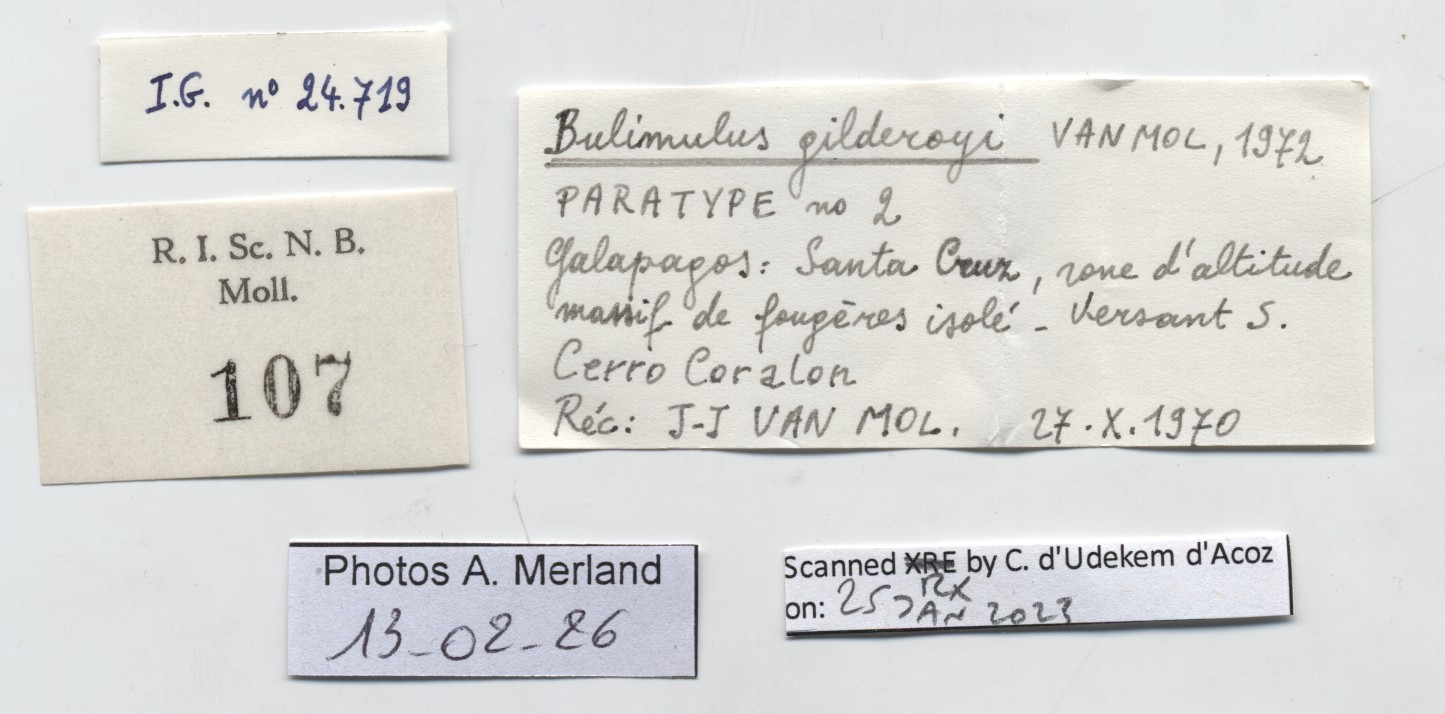 I.G. nº 24.719
R. I. Sc. N. B.
Moll.
107
Bulimulus gilderoyi VAN MOL, 1972
PARATYPE no 2
Galapagos: Santa Cruz, zone d'altitude
massif de fougères isolé - Versant S.
Cerro Coralon
Réc: J-J VAN MOL. 27.X.1970
Photos A. Merland
13-02-26
Scanned XRE by C. d'Udekem d'Acoz
RX
on: 25 JAN 2023